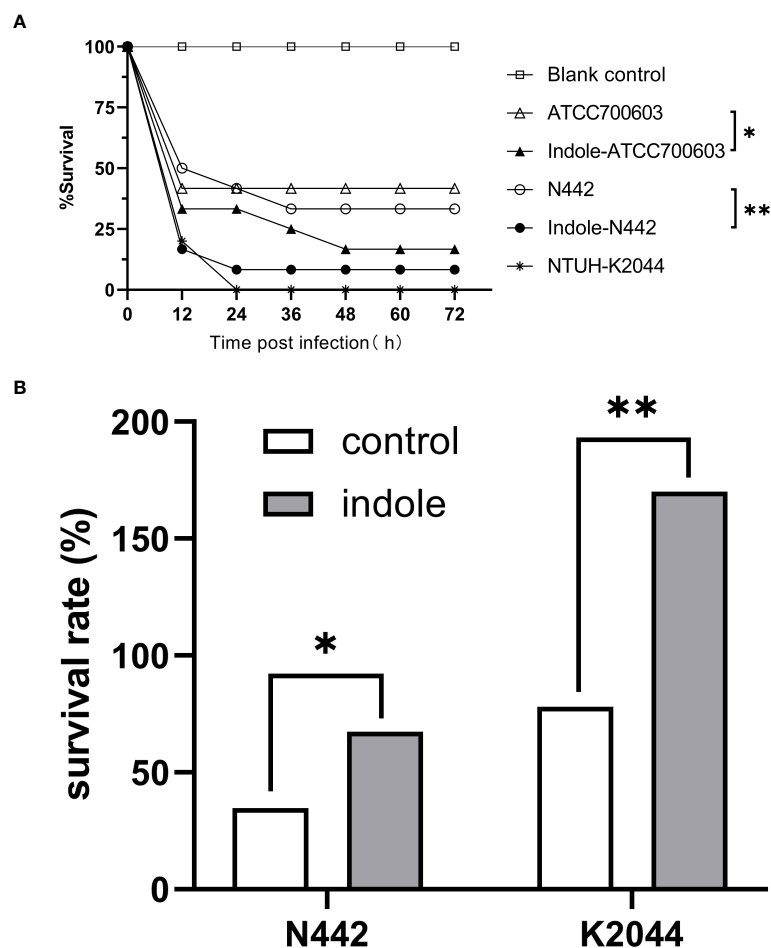 A
100
75
50
25
0
%Survival
0 12 24 36 48 60 72
Time post infection( h)
Blank control
ATCC700603
Indole-ATCC700603
*
N442
Indole-N442
**
NTUH-K2044
B
200
150
100
50
0
survival rate (%)
control
indole
*
**
N442 K2044